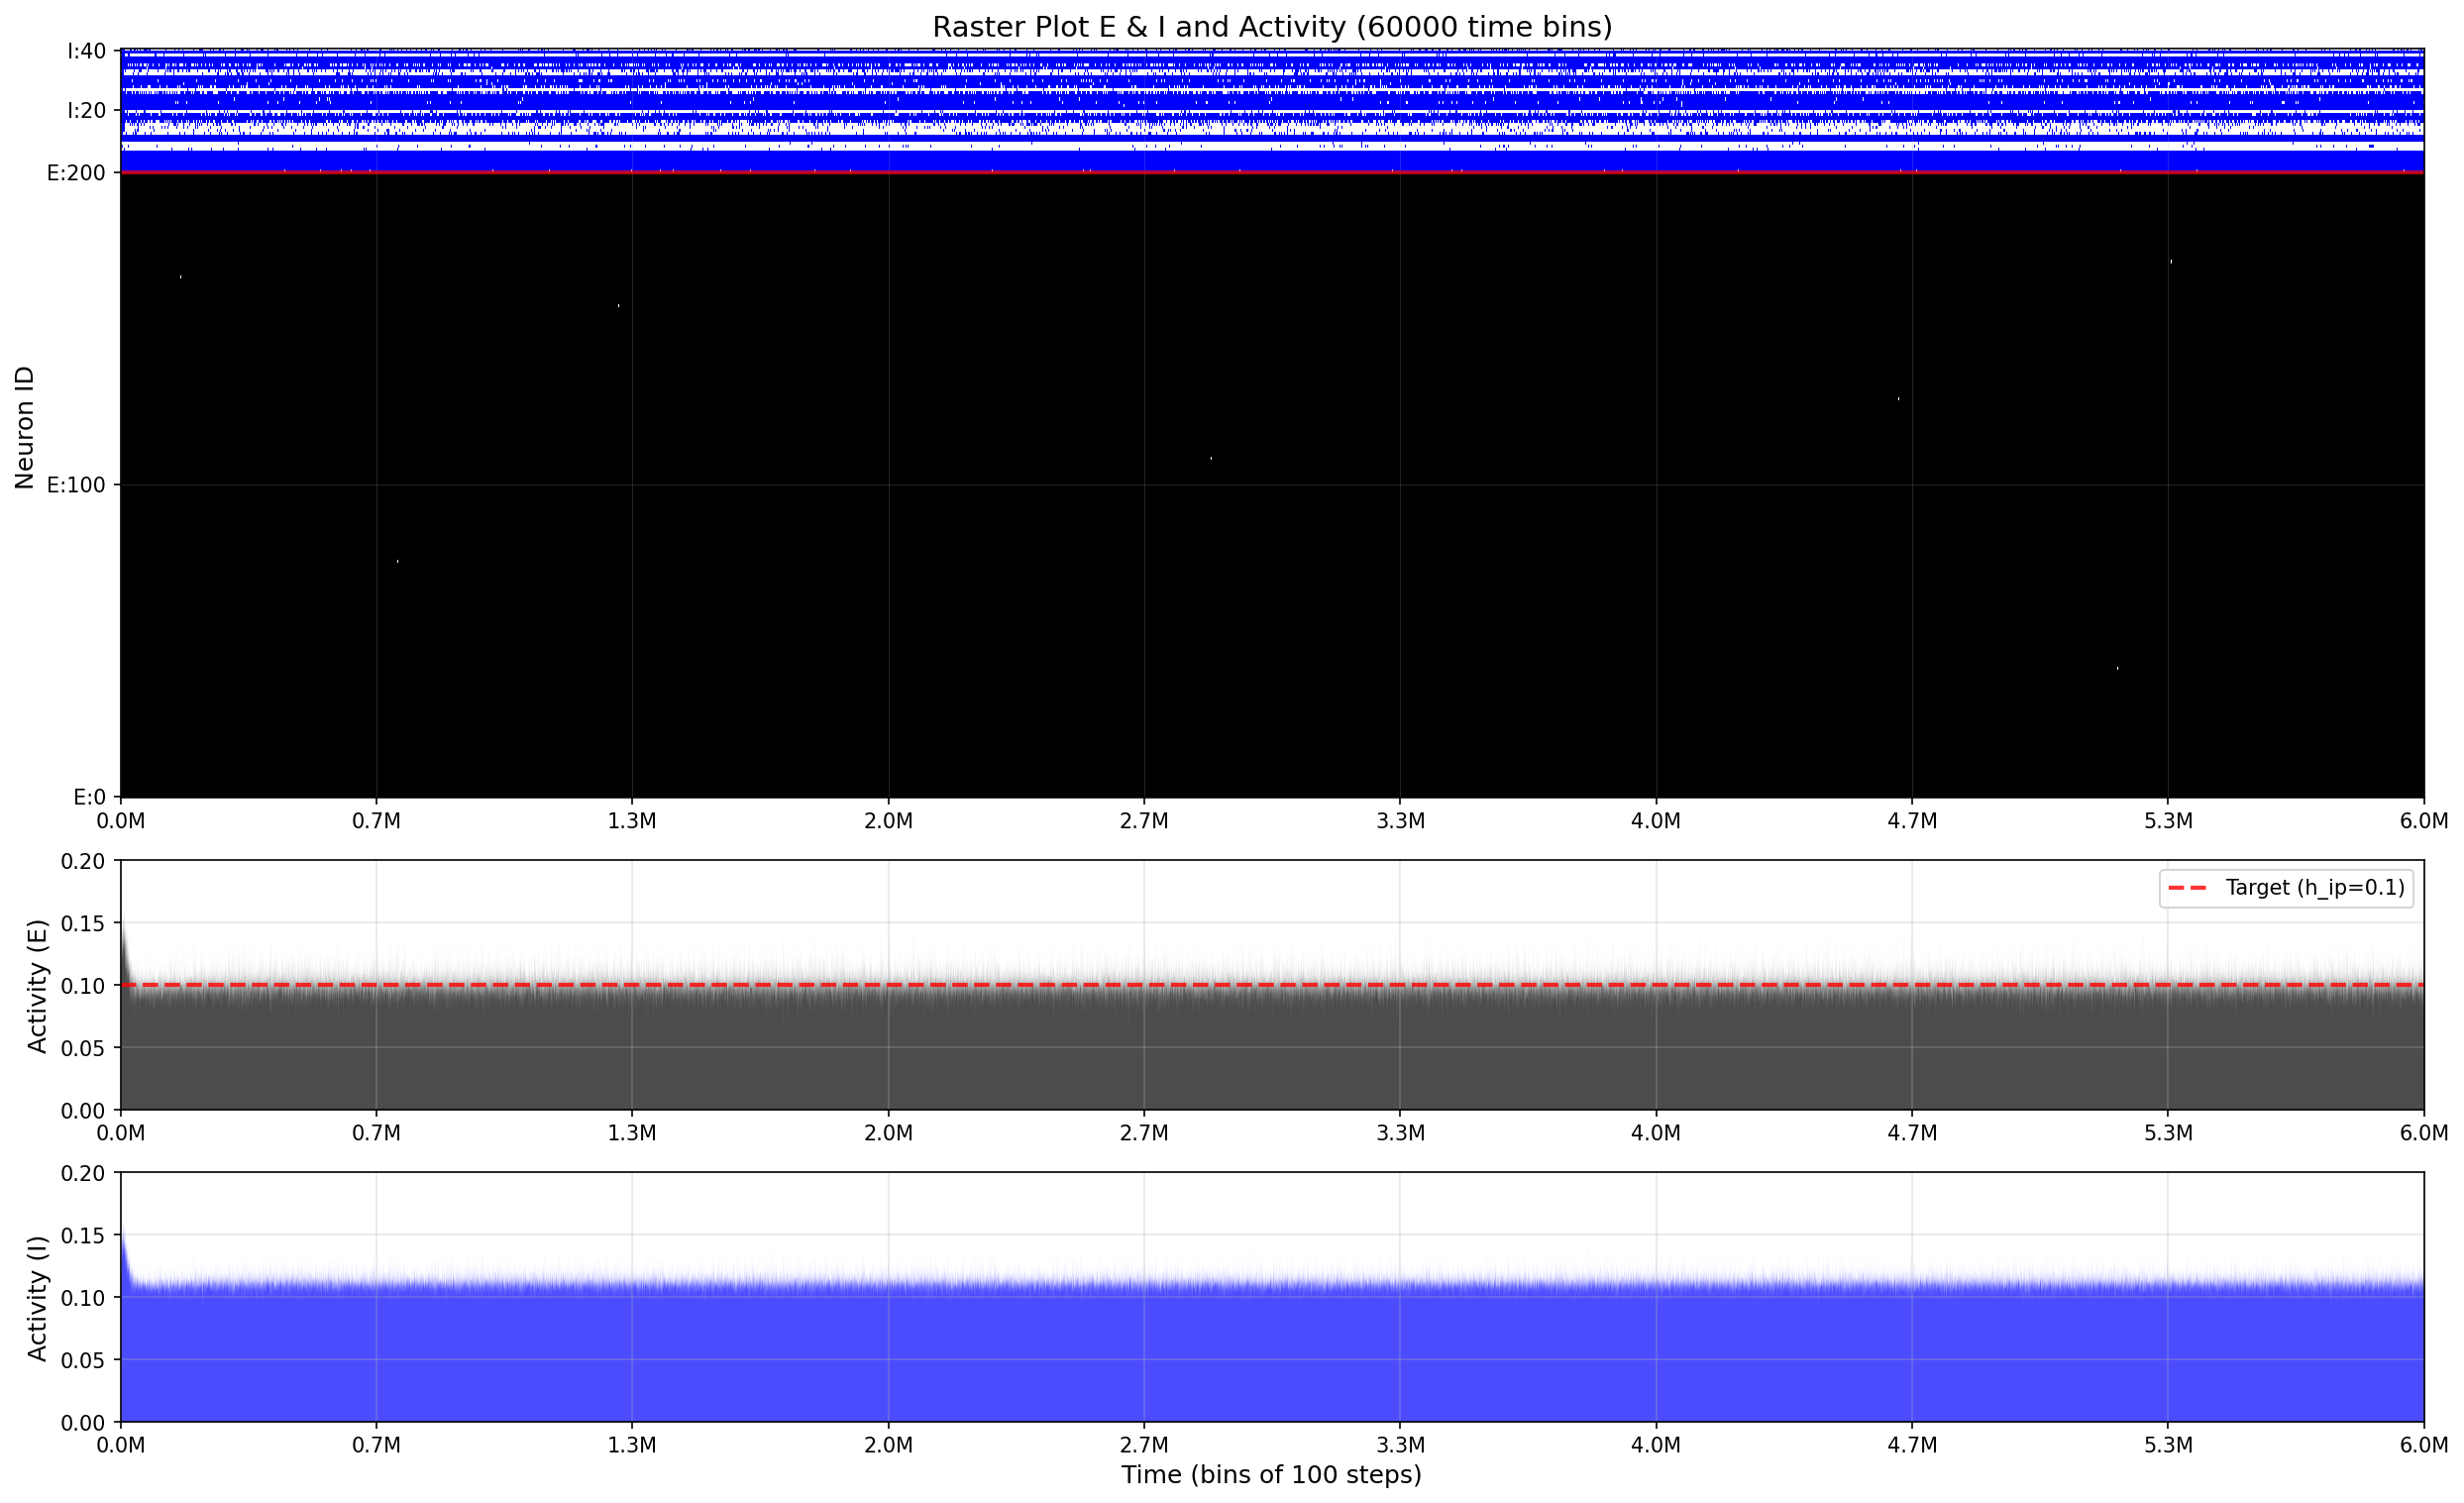 Raster Plot E & I and Activity (60000 time bins)
I:40
I:20
E:200
E:100
E:0
Neuron ID
0.0M 0.7M 1.3M 2.0M 2.7M 3.3M 4.0M 4.7M 5.3M 6.0M
0.20
0.15
0.10
0.05
0.00
Activity (E)
Target (h_ip=0.1)
0.0M 0.7M 1.3M 2.0M 2.7M 3.3M 4.0M 4.7M 5.3M 6.0M
0.20
0.15
0.10
0.05
0.00
Activity (I)
0.0M 0.7M 1.3M 2.0M 2.7M 3.3M 4.0M 4.7M 5.3M 6.0M
Time (bins of 100 steps)